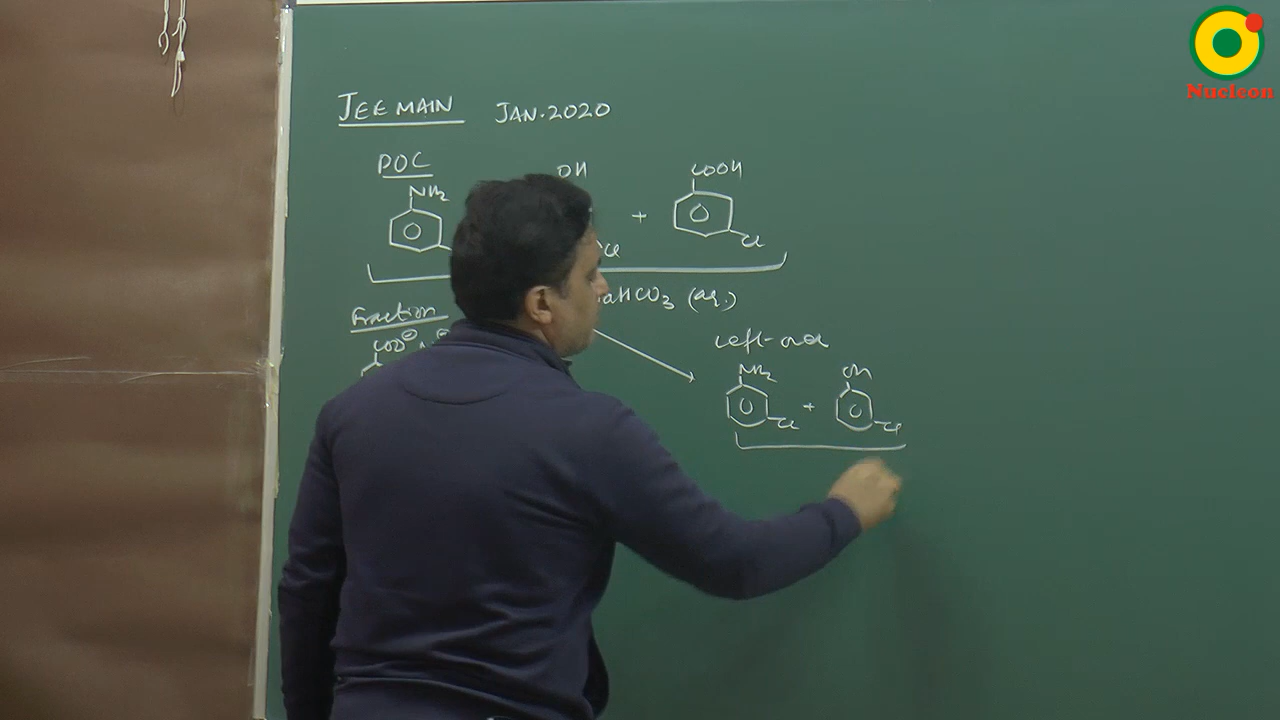 Nucleon
JEE MAIN JAN.2020
POC
NH2 OH COOH
+
Cl Cl
NaHCO3 (aq.)
Fraction
COO⊖
Left-over
NH2 OH
+
Cl Cl